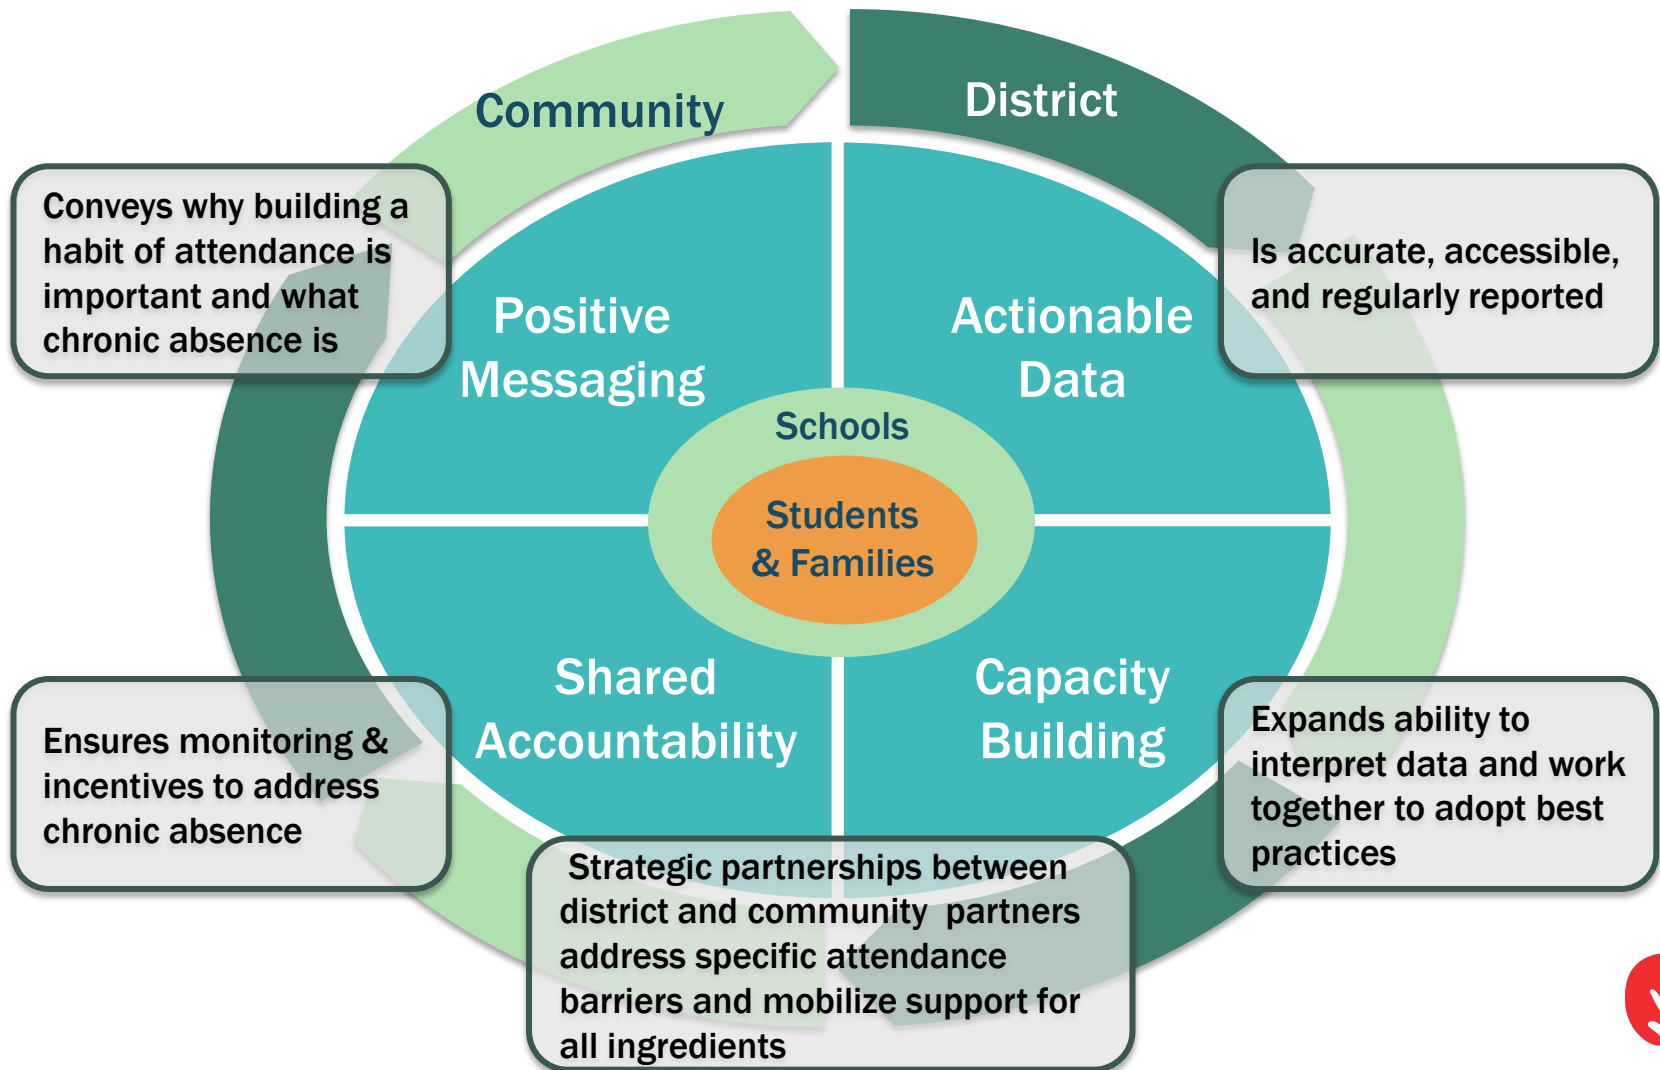 Community
District
Conveys why building a
habit of attendance is
important and what
chronic absence is
Is accurate, accessible,
and regularly reported
Positive
Messaging
Actionable
Data
Schools
Students
& Families
Shared
Accountability
Capacity
Building
Ensures monitoring &
incentives to address
chronic absence
Expands ability to
interpret data and work
together to adopt best
practices
Strategic partnerships between
district and community partners
address specific attendance
barriers and mobilize support for
all ingredients